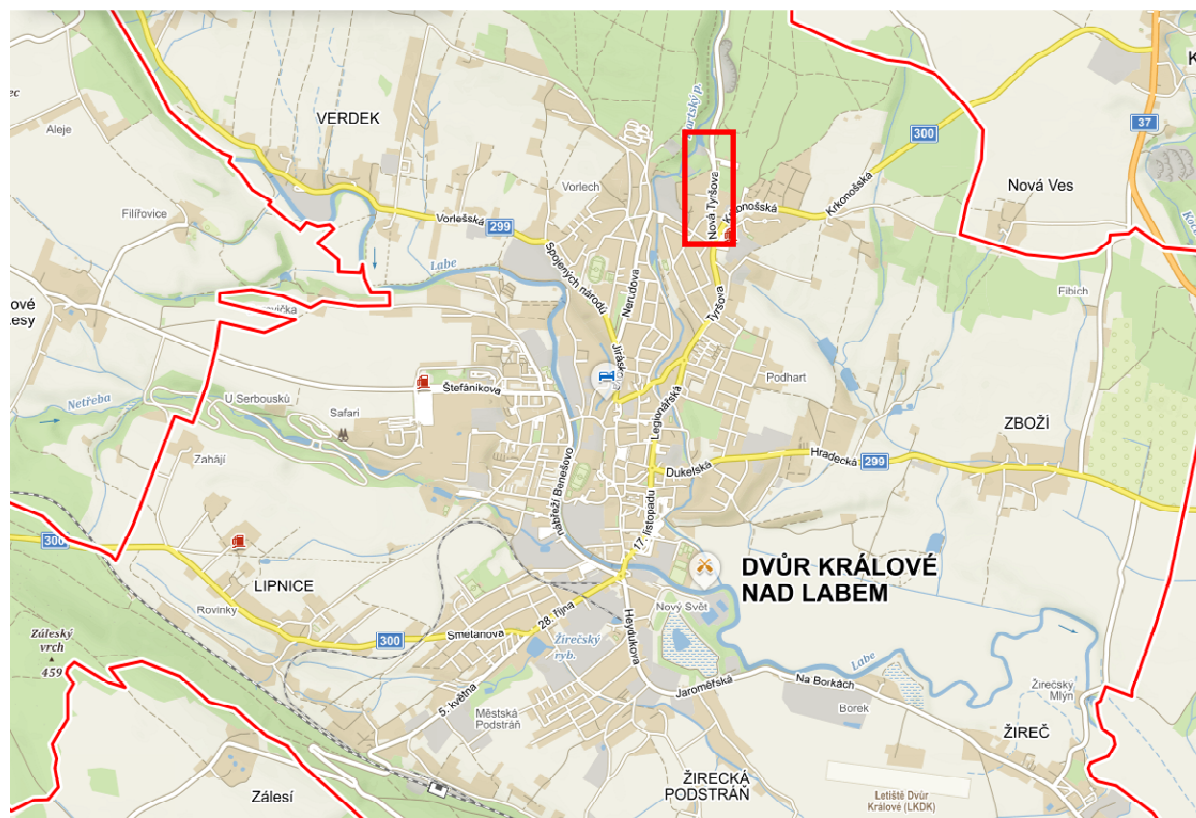 VERDEK
Aleje
37
300
Vorlech
Nová Ves
Filířovice
Nová Tyršova
Krkonošská
Vorlešská
299
Labe
Spojených národů
Nerudova
Tyršova
Fibich
Podhart
Štefánikova
Legionářská
Netřeba
U Serbousků
Safari
ZBOŽÍ
Zahájí
nábřeží Benešovo
Dukelská
Hradecká
299
17. listopadu
300
DVŮR KRÁLOVÉ
NAD LABEM
LIPNICE
Rovinky
28. října
Nový Svět
Heydukova
Smetanova
300
Žirečský
ryb.
Záleský
vrch
459
Labe
Jaroměřská
Na Borkách
Borek
Žirečský
Mlýn
5. května
Městská
Podstráň
ŽIREČ
ŽIRECKÁ
PODSTRÁŇ
Zálesí
Letiště Dvůr
Králové (LKDK)